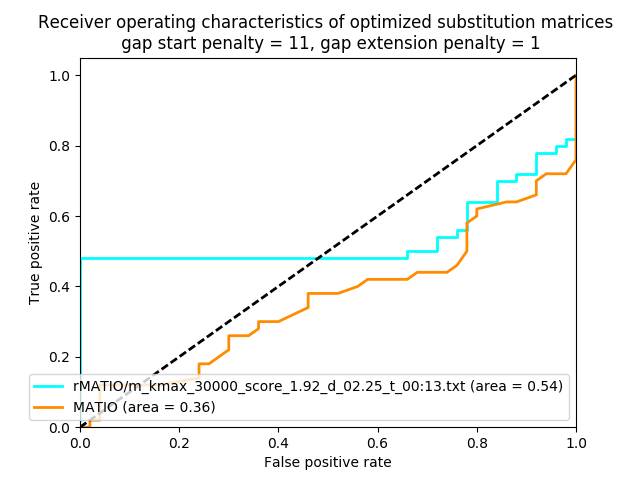 Receiver operating characteristics of optimized substitution matrices
gap start penalty = 11, gap extension penalty = 1
1.0
0.8
0.6
0.4
0.2
0.0
True positive rate
rMATIO/m_kmax_30000_score_1.92_d_02.25_t_00:13.txt (area = 0.54)
MATIO (area = 0.36)
0.0 0.2 0.4 0.6 0.8 1.0
False positive rate